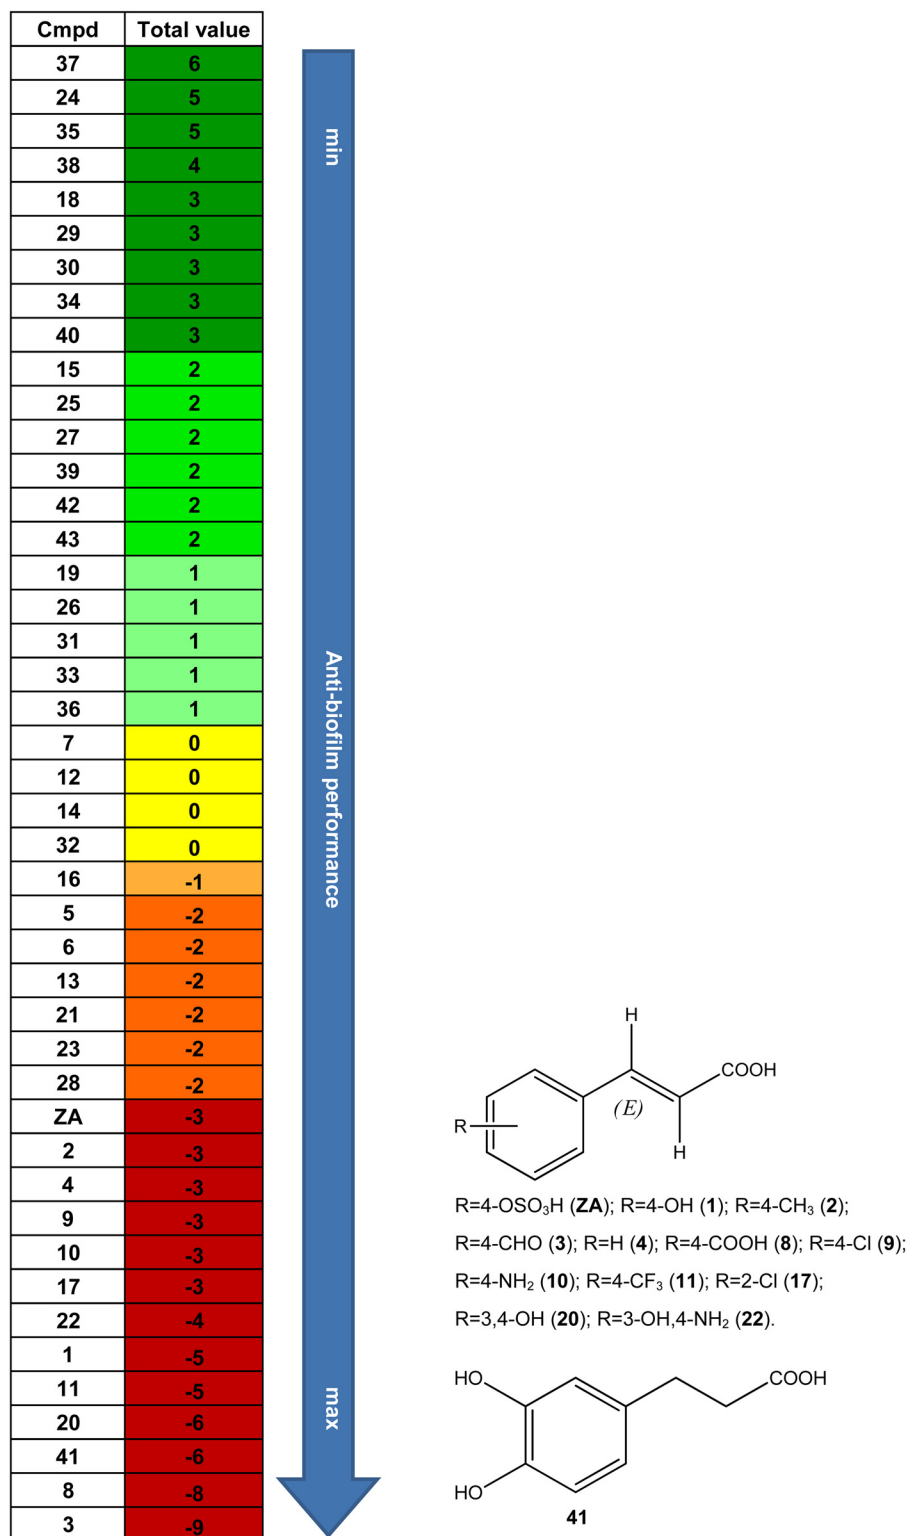 Cmpd Total value
37 6
24 5
35 5
38 4
18 3
29 3
30 3
34 3
40 3
15 2
25 2
27 2
39 2
42 2
43 2
19 1
26 1
31 1
33 1
36 1
7 0
12 0
14 0
32 0
16 -1
5 -2
6 -2
13 -2
21 -2
23 -2
28 -2
ZA -3
2 -3
4 -3
9 -3
10 -3
17 -3
22 -4
1 -5
11 -5
20 -6
41 -6
8 -8
3 -9
min
Anti-biofilm performance
max
H
COOH
(E)
R
H
R=4-OSO₃H (ZA); R=4-OH (1); R=4-CH₃ (2);
R=4-CHO (3); R=H (4); R=4-COOH (8); R=4-Cl (9);
R=4-NH₂ (10); R=4-CF₃ (11); R=2-Cl (17);
R=3,4-OH (20); R=3-OH,4-NH₂ (22).
HO COOH
HO
41